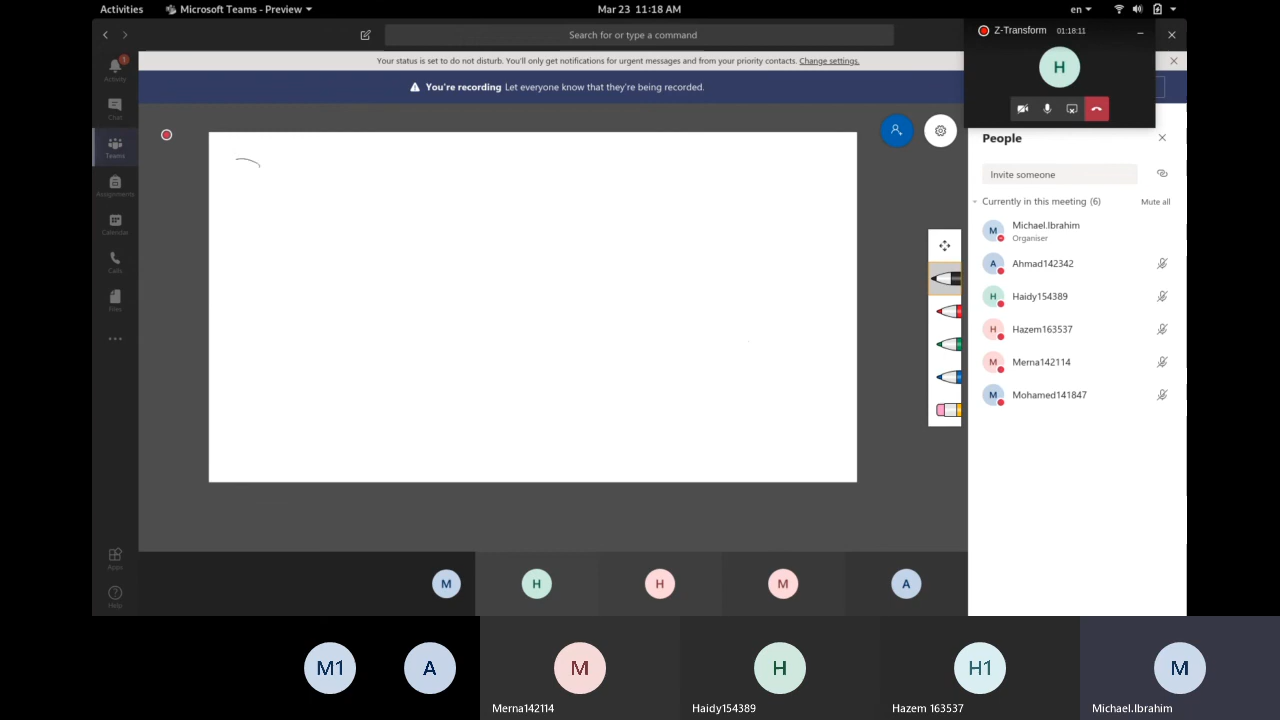 Activities
Microsoft Teams - Preview
Mar 23 11:18 AM
en
Search for or type a command
Z-Transform 01:18:11
H
Your status is set to do not disturb. You'll only get notifications for urgent messages and from your priority contacts. Change settings.
You're recording Let everyone know that they're being recorded.
1
Activity
Chat
Teams
Assignments
Calendar
Calls
Files
Apps
Help
People
Invite someone
Currently in this meeting (6)
Mute all
M Michael.Ibrahim
Organiser
A Ahmad142342
H Haidy154389
H Hazem163537
M Merna142114
M Mohamed141847
M H H M A
M1 A M H H1 M
Merna142114 Haidy154389 Hazem 163537 Michael.Ibrahim